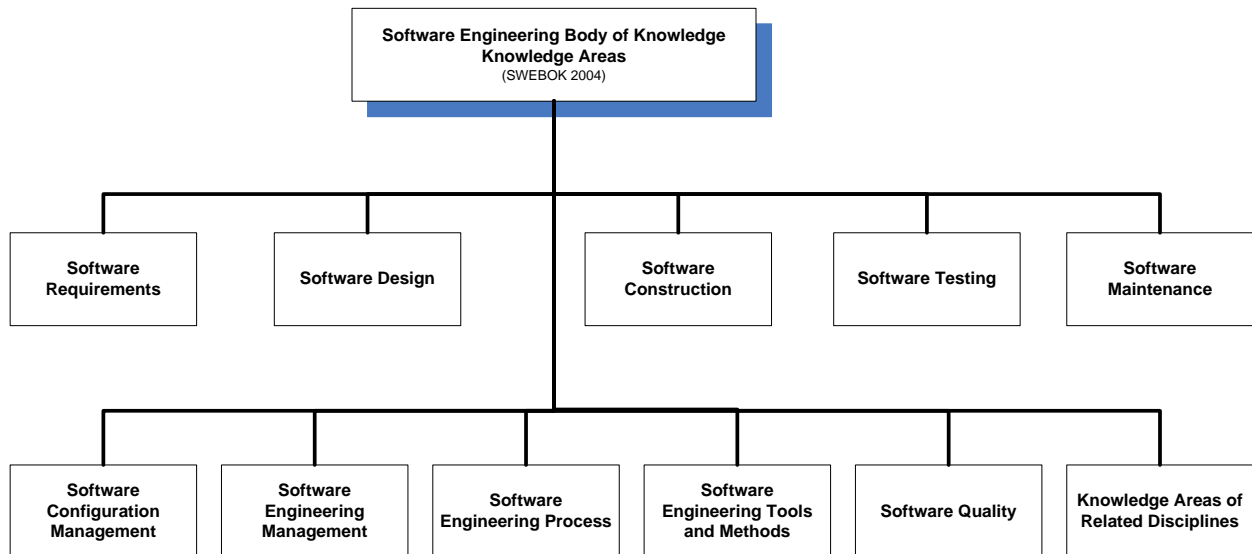 Software Engineering Body of Knowledge
Knowledge Areas
(SWEBOK 2004)
Software
Requirements
Software Design
Software
Construction
Software Testing
Software
Maintenance
Software
Configuration
Management
Software
Engineering
Management
Software
Engineering Process
Software
Engineering Tools
and Methods
Software Quality
Knowledge Areas of
Related Disciplines